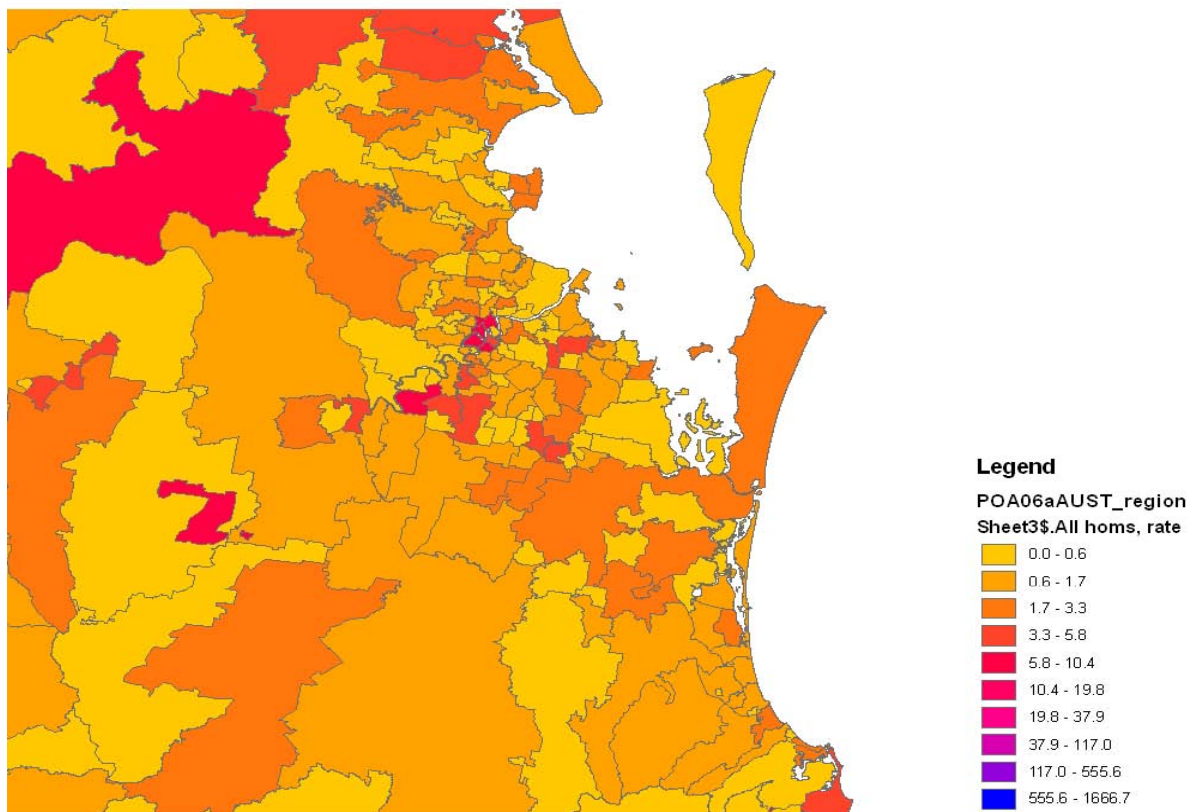 Legend
POA06aAUST_region
Sheet3$.All homs, rate
0.0 - 0.6
0.6 - 1.7
1.7 - 3.3
3.3 - 5.8
5.8 - 10.4
10.4 - 19.8
19.8 - 37.9
37.9 - 117.0
117.0 - 555.6
555.6 - 1666.7